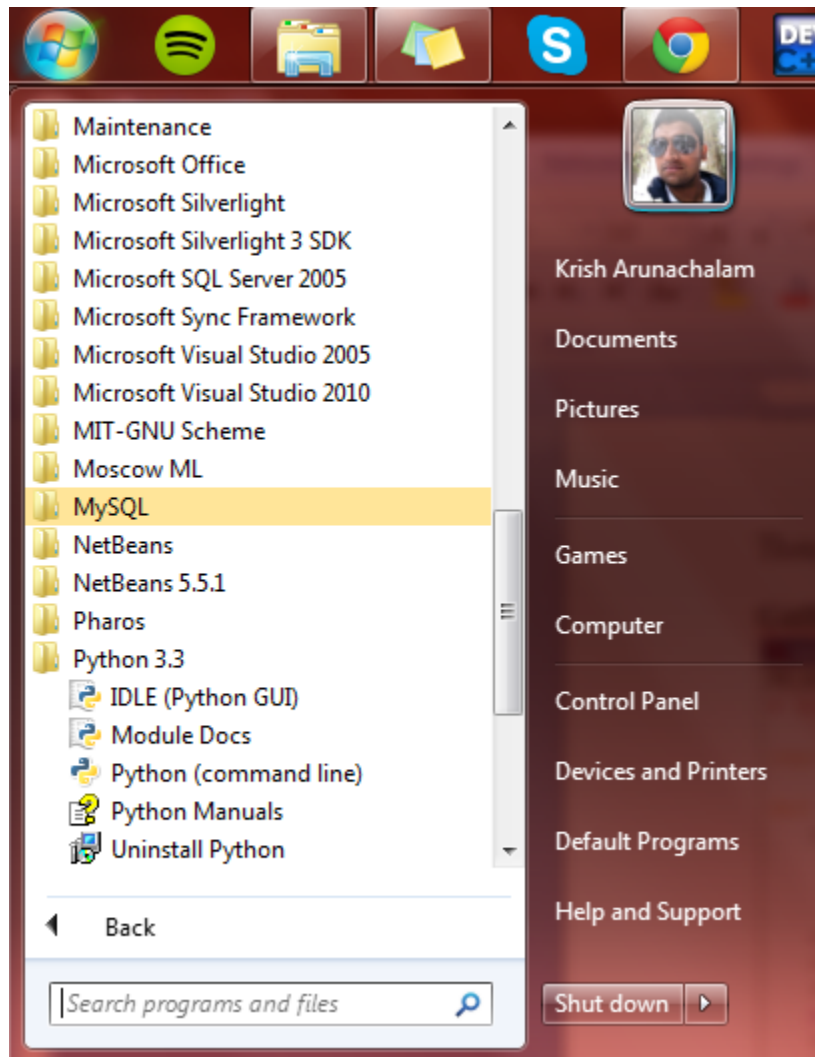 DEV
C+
Maintenance
Microsoft Office
Microsoft Silverlight
Microsoft Silverlight 3 SDK
Microsoft SQL Server 2005
Microsoft Sync Framework
Microsoft Visual Studio 2005
Microsoft Visual Studio 2010
MIT-GNU Scheme
Moscow ML
MySQL
NetBeans
NetBeans 5.5.1
Pharos
Python 3.3
IDLE (Python GUI)
Module Docs
Python (command line)
Python Manuals
Uninstall Python
Back
Search programs and files
Krish Arunachalam
Documents
Pictures
Music
Games
Computer
Control Panel
Devices and Printers
Default Programs
Help and Support
Shut down